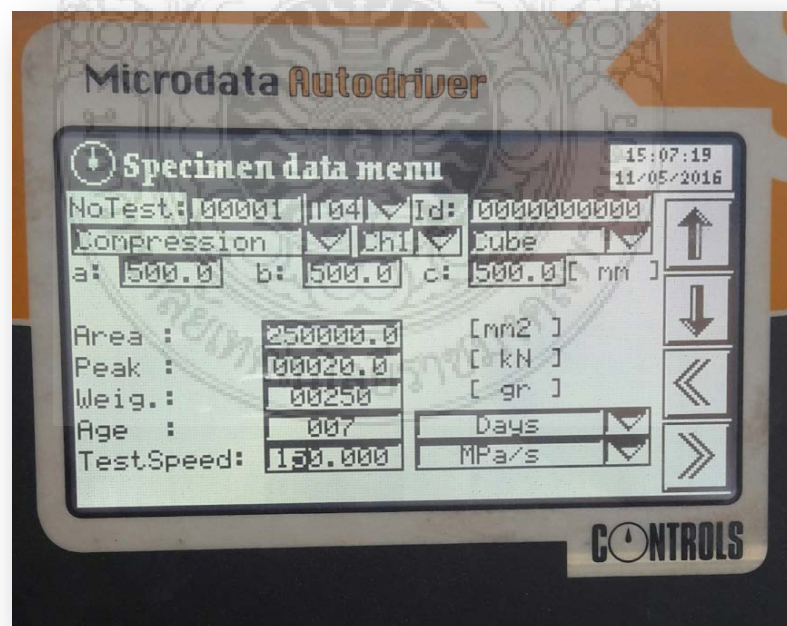 Microdata Autodriver
Specimen data menu
15:07:19
11/05/2016
NoTest: 00001 T04 Id: 0000000000
Compression Ch1 Cube
a: 500.0 b: 500.0 c: 500.0 [ mm ]
Area : 250000.0 [mm2 ]
Peak : 00020.0 [ kN ]
Weig.: 00250 [ gr ]
Age : 007 Days
TestSpeed: 150.000 MPa/s
CONTROLS